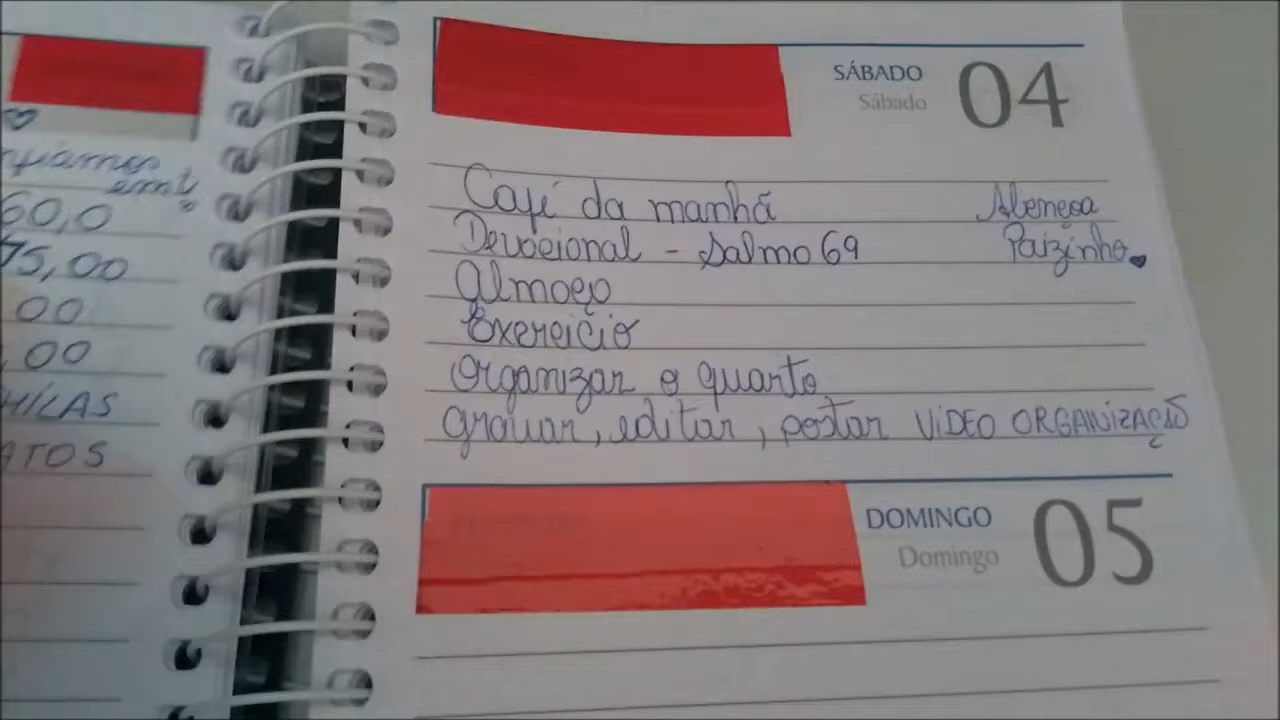 em!
60,0
75,00
00
,00
HILAS
ATOS
SÁBADO
Sábado
04
Café da manhã
Abençoa
Devocional - Salmo 69
Paizinho
Almoço
Exercício
Organizar o quarto
gravar, editar, postar VIDEO ORGANIZAÇÃO
DOMINGO
Domingo
05